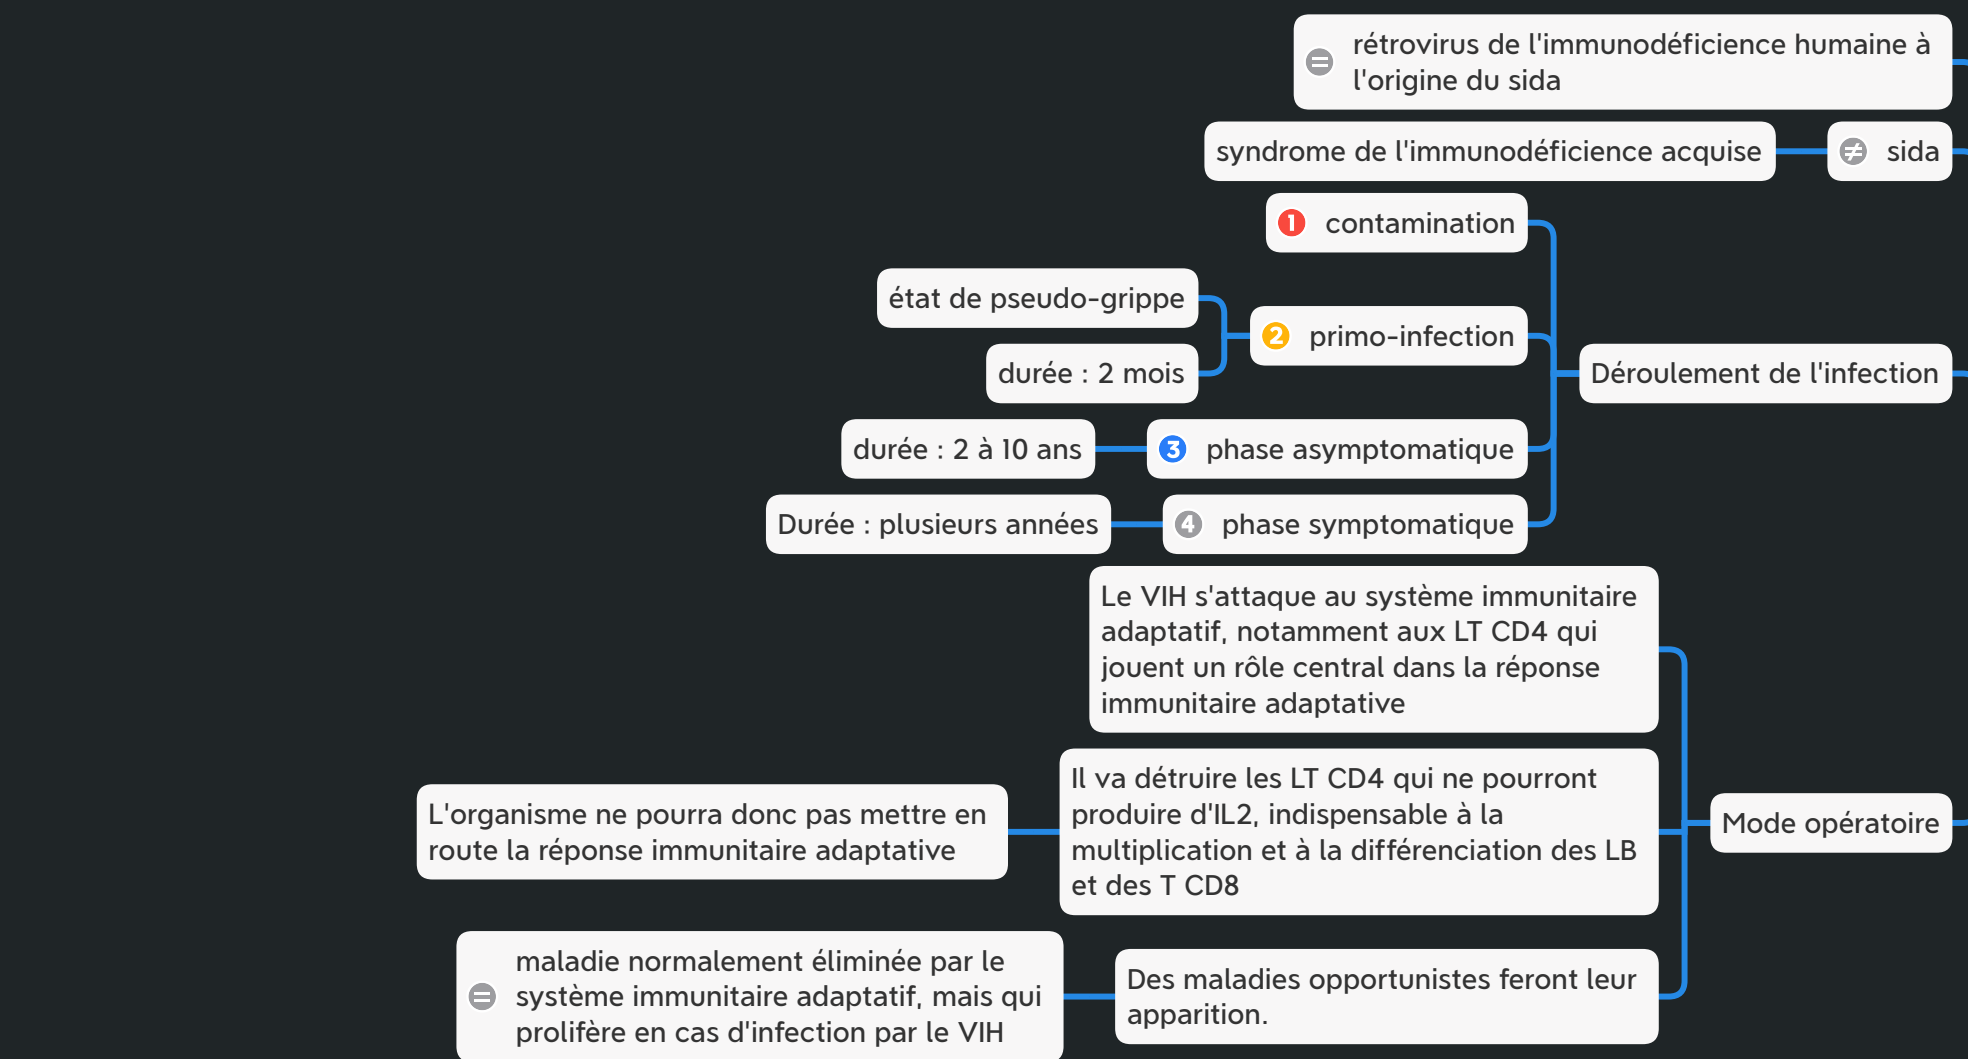 rétrovirus de l'immunodéficience humaine à
l'origine du sida
syndrome de l'immunodéficience acquise
≠ sida
1 contamination
état de pseudo-grippe
2 primo-infection
durée : 2 mois
Déroulement de l'infection
durée : 2 à 10 ans
3 phase asymptomatique
Durée : plusieurs années
4 phase symptomatique
Le VIH s'attaque au système immunitaire
adaptatif, notamment aux LT CD4 qui
jouent un rôle central dans la réponse
immunitaire adaptative
Il va détruire les LT CD4 qui ne pourront
produire d'IL2, indispensable à la
multiplication et à la différenciation des LB
et des T CD8
L'organisme ne pourra donc pas mettre en
route la réponse immunitaire adaptative
Mode opératoire
maladie normalement éliminée par le
système immunitaire adaptatif, mais qui
prolifère en cas d'infection par le VIH
Des maladies opportunistes feront leur
apparition.